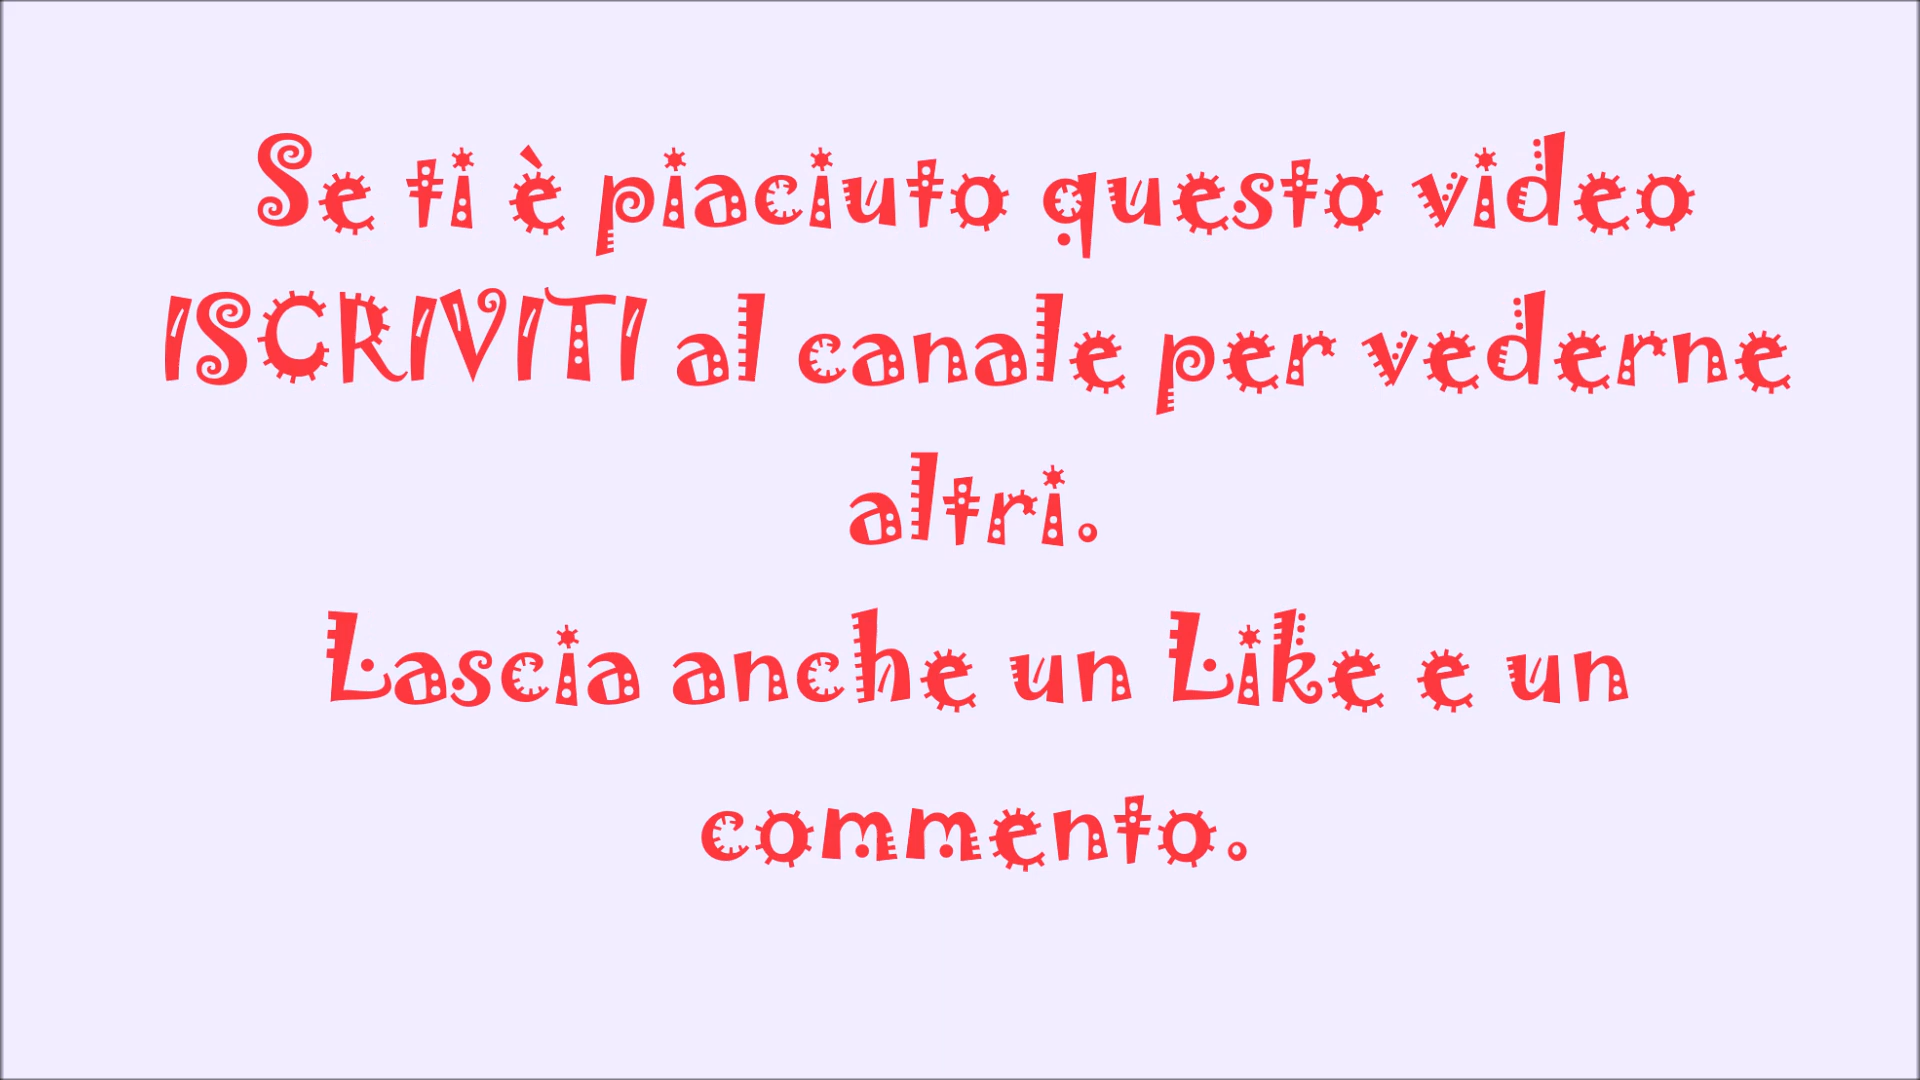 Se ti è piaciuto questo video
ISCRIVITI al canale per vederne
altri.
Lascia anche un Like e un
commento.